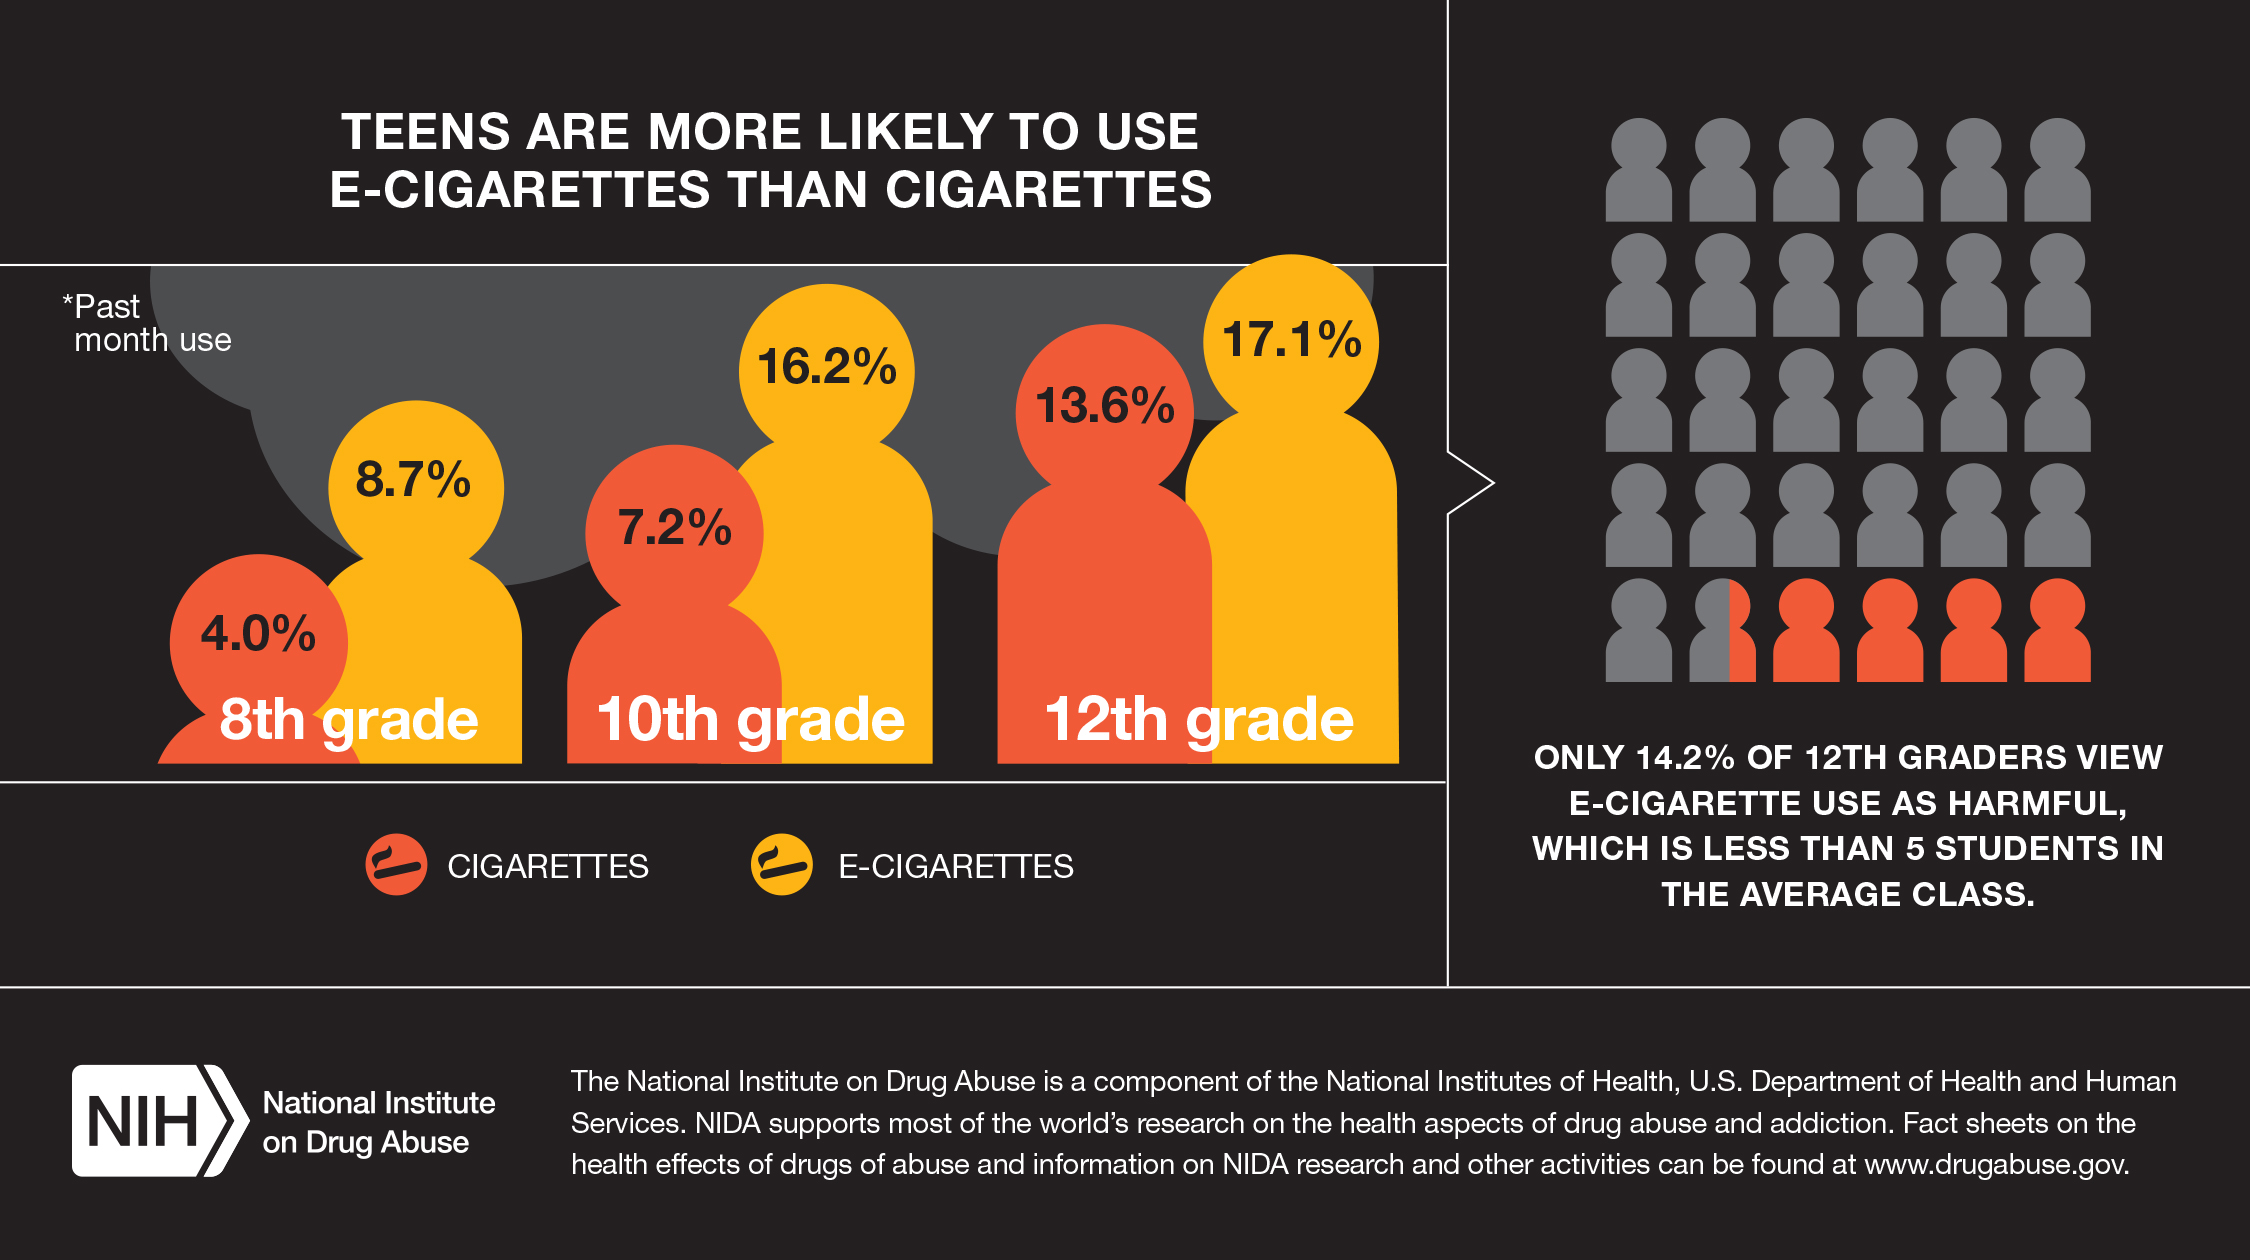 TEENS ARE MORE LIKELY TO USE
E-CIGARETTES THAN CIGARETTES
*Past
month use
4.0%
8.7%
8th grade
7.2%
16.2%
10th grade
13.6%
17.1%
12th grade
CIGARETTES
E-CIGARETTES
ONLY 14.2% OF 12TH GRADERS VIEW
E-CIGARETTE USE AS HARMFUL,
WHICH IS LESS THAN 5 STUDENTS IN
THE AVERAGE CLASS.
NIH
National Institute
on Drug Abuse
The National Institute on Drug Abuse is a component of the National Institutes of Health, U.S. Department of Health and Human
Services. NIDA supports most of the world’s research on the health aspects of drug abuse and addiction. Fact sheets on the
health effects of drugs of abuse and information on NIDA research and other activities can be found at www.drugabuse.gov.